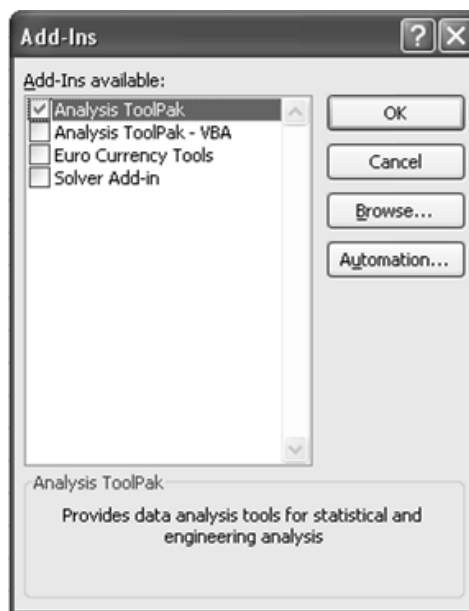 Add-Ins
Add-Ins available:
Analysis ToolPak
Analysis ToolPak - VBA
Euro Currency Tools
Solver Add-in
OK
Cancel
Browse...
Automation...
Analysis ToolPak
Provides data analysis tools for statistical and
engineering analysis